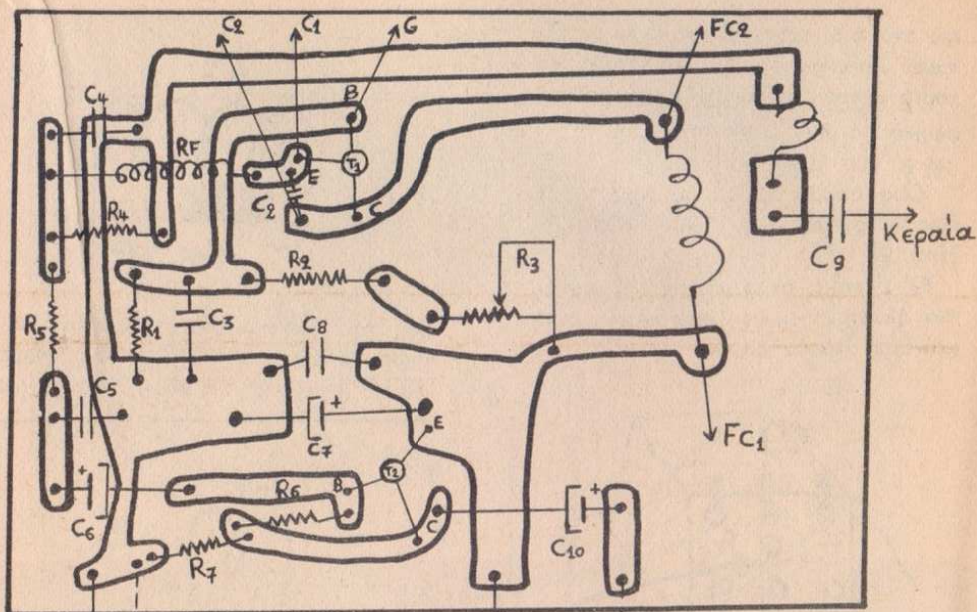 C2 C1 G FC2
C4 B
RF T1
E
C2 C
R4 Κεραία
C9
R2 R3
R5 R1 C3 C8
C5
+
C7 E FC1
+ T2
C6 R6 B
C +
R7 C10